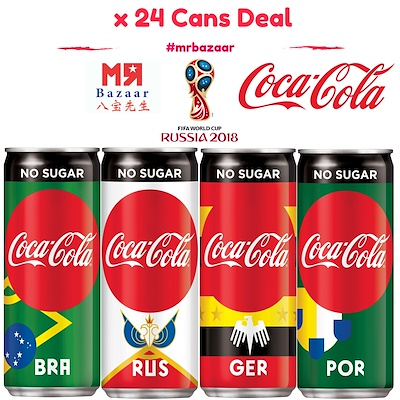 x 24 Cans Deal
#mrbazaar
MR
Bazaar
八宝先生
Coca-Cola
FIFA WORLD CUP
RUSSIA 2018
NO SUGAR
NO SUGAR
NO SUGAR
NO SUGAR
Coca-Cola
Coca-Cola
Coca-Cola
Coca-Cola
BRA
RUS
GER
POR